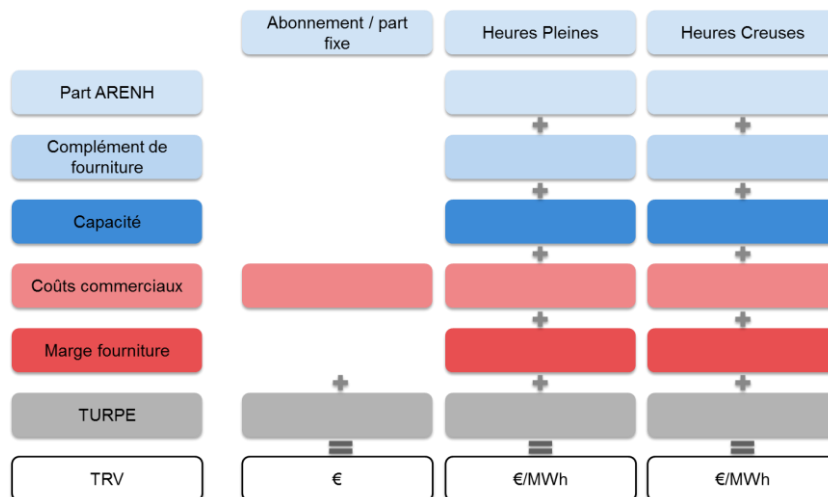 Abonnement / part
fixe
Heures Pleines
Heures Creuses
Part ARENH
+
+
Complément de
fourniture
+
+
Capacité
+
+
Coûts commerciaux
+
+
Marge fourniture
+
+
+
TURPE
=
=
=
TRV
€
€/MWh
€/MWh